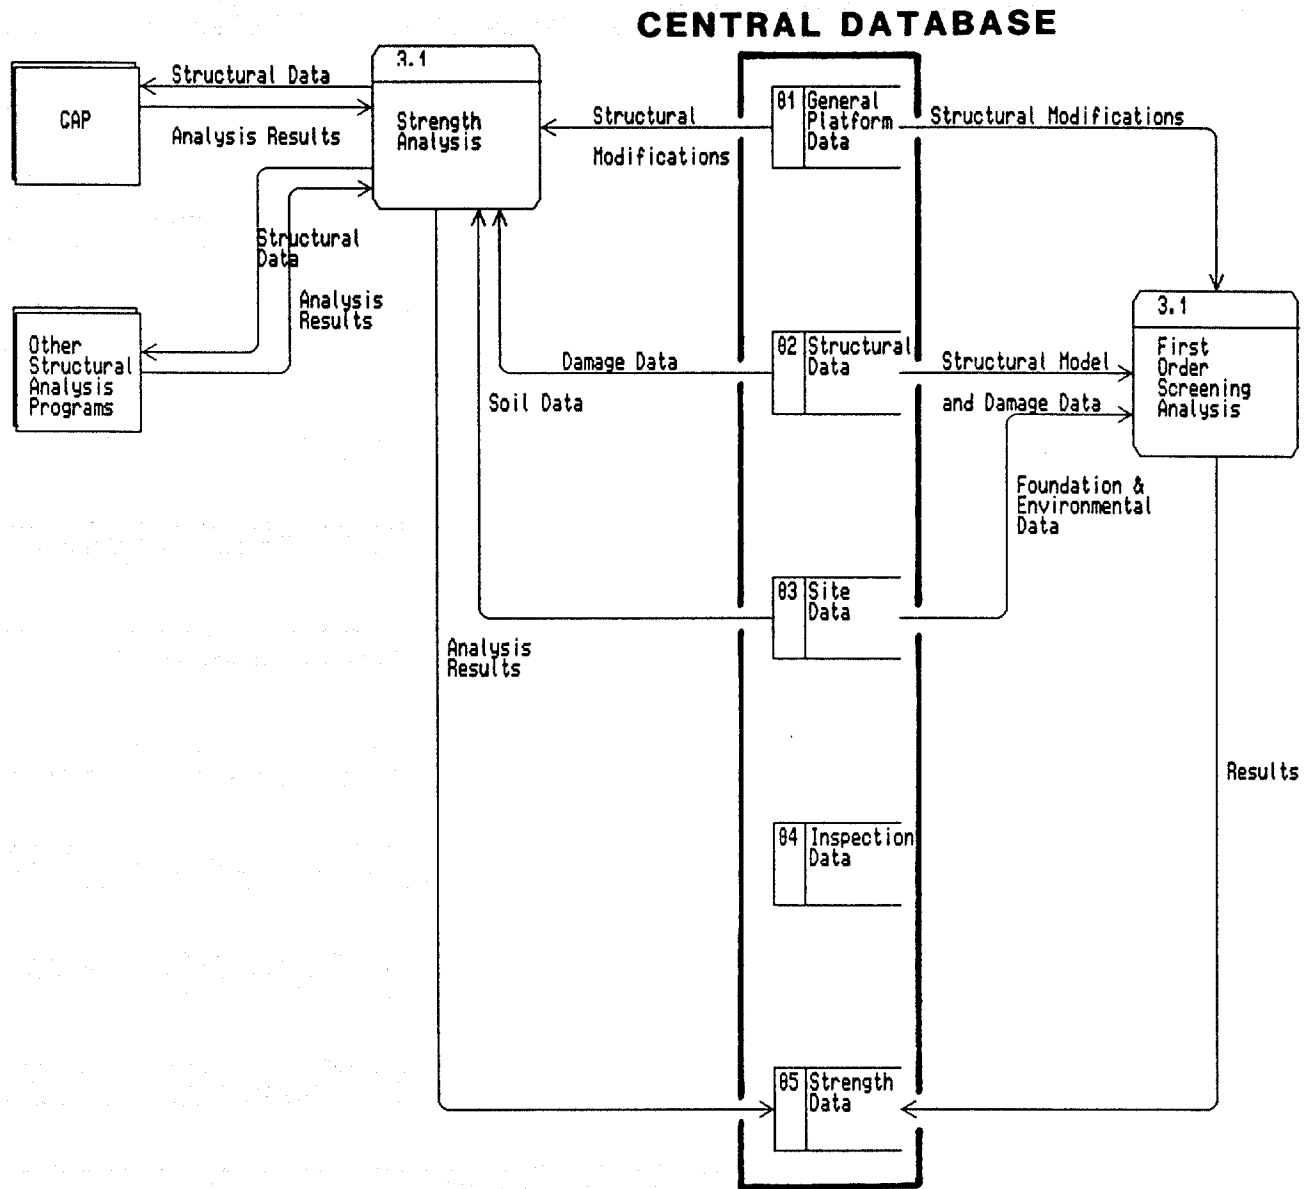 CENTRAL DATABASE
3.1
Strength
Analysis
CAP
Structural Data
Analysis Results
Structural
Data
Analysis
Results
Other
Structural
Analysis
Programs
Structural
Modifications
01 General
Platform
Data
Structural Modifications
3.1
First
Order
Screening
Analysis
Damage Data
Soil Data
02 Structural
Data
Structural Model
and Damage Data
Foundation &
Environmental
Data
03 Site
Data
Analysis
Results
04 Inspection
Data
Results
05 Strength
Data